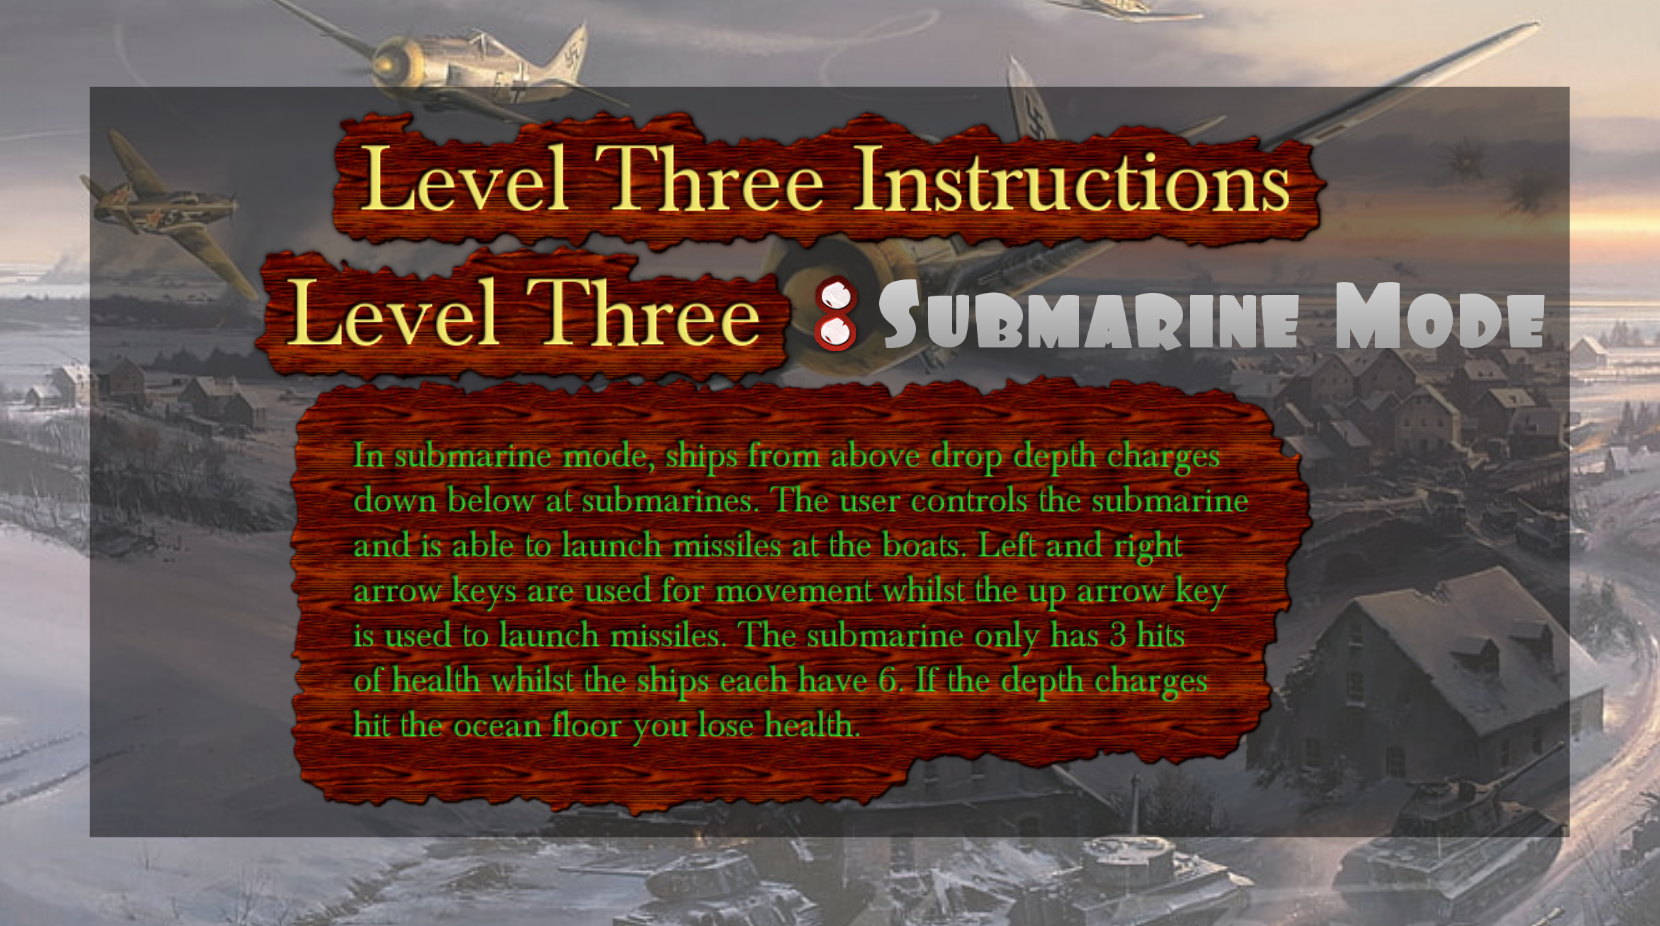 Level Three Instructions
Level Three : Submarine Mode
In submarine mode, ships from above drop depth charges
down below at submarines. The user controls the submarine
and is able to launch missiles at the boats. Left and right
arrow keys are used for movement whilst the up arrow key
is used to launch missiles. The submarine only has 3 hits
of health whilst the ships each have 6. If the depth charges
hit the ocean floor you lose health.